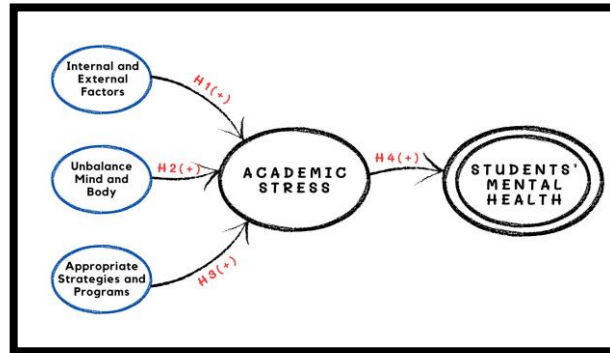 Internal and
External
Factors
H1(+)
Unbalance
Mind and
Body
H2(+)
ACADEMIC
STRESS
H4(+)
STUDENTS'
MENTAL
HEALTH
Appropriate
Strategies and
Programs
H3(+)